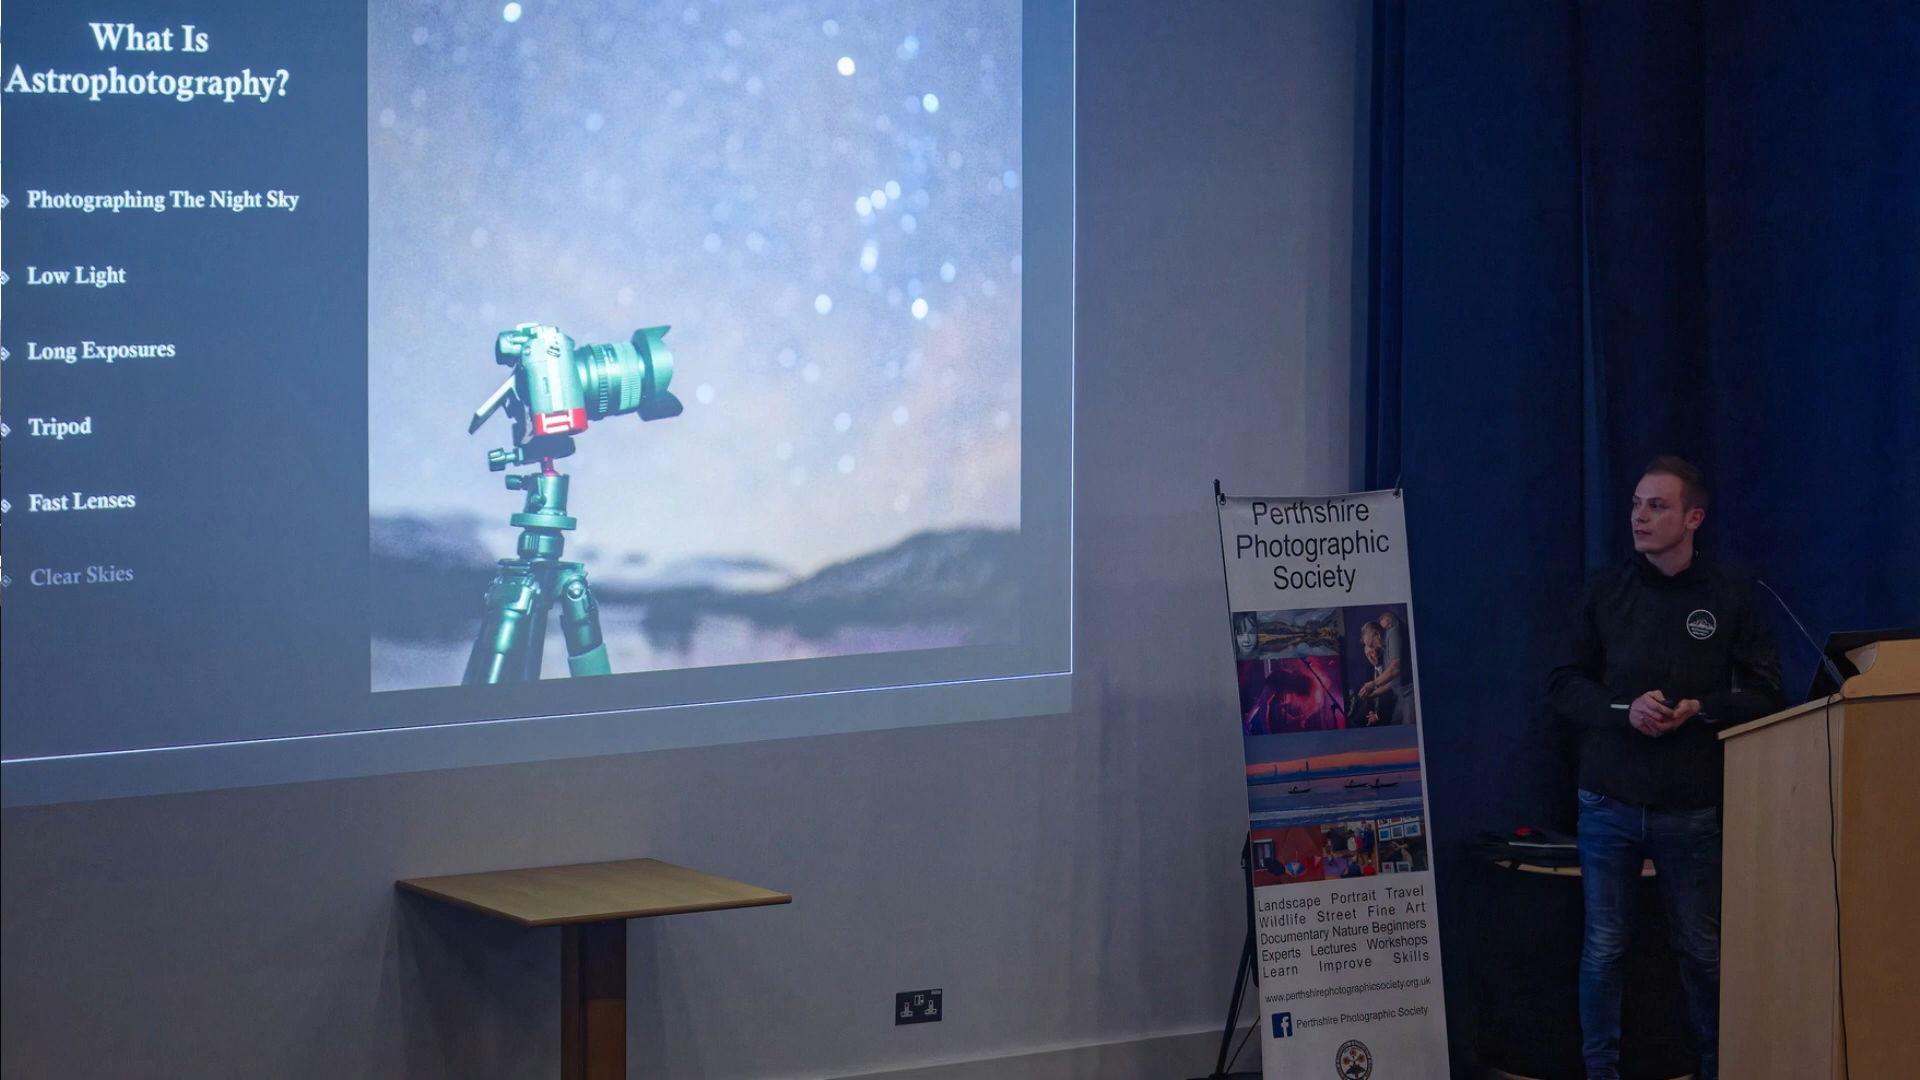 What Is
Astrophotography?
Photographing The Night Sky
Low Light
Long Exposures
Tripod
Fast Lenses
Clear Skies
Perthshire
Photographic
Society
Landscape Portrait Travel
Wildlife Street Fine Art
Documentary Nature Beginners
Experts Lectures Workshops
Learn Improve Skills
www.perthshirephotographicsociety.org.uk
Perthshire Photographic Society